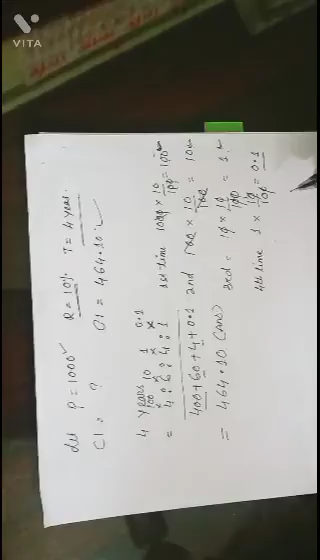 VITA
Let P = 1000 R = 10% T = 4 years.
CI = ? CI = 464.10
4 years
100 10 1 0.1
× × × ×
= 4 : 6 : 4 : 1
400 + 60 + 4 + 0.1
= 464.10 (ans)
1st time 1000 × 10/100 = 100
2nd 100 × 10/100 = 10
3rd = 10 × 10/100 = 1
4th time 1 × 10/100 = 0.1